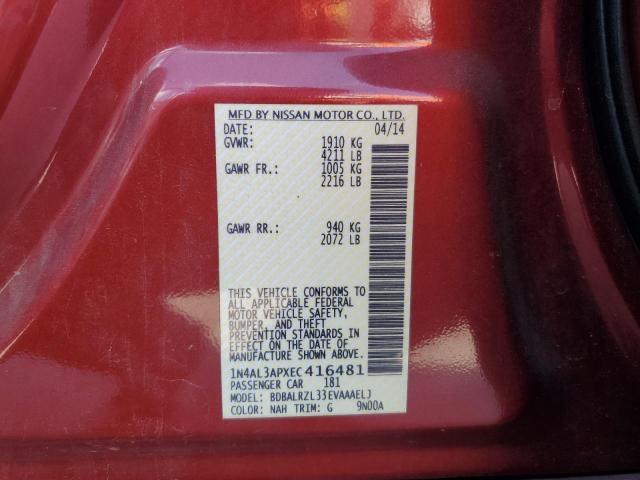 MFD BY NISSAN MOTOR CO., LTD.
DATE: 04/14
GVWR: 1910 KG
4211 LB
GAWR FR.: 1005 KG
2216 LB
GAWR RR.: 940 KG
2072 LB
THIS VEHICLE CONFORMS TO
ALL APPLICABLE FEDERAL
MOTOR VEHICLE SAFETY,
BUMPER, AND THEFT
PREVENTION STANDARDS IN
EFFECT ON THE DATE OF
MANUFACTURE SHOWN ABOVE.
1N4AL3APXEC416481
PASSENGER CAR 181
MODEL: BDBALRZL33EVAAAELJ
COLOR: NAH TRIM: G 9N00A